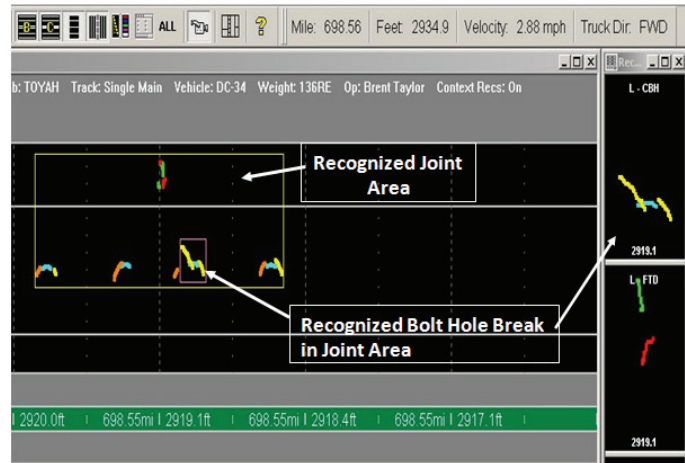 -B- -C- ALL ? Mile: 698.56 Feet: 2934.9 Velocity: 2.88 mph Truck Dir: FWD
Rec...
b: TOYAH Track: Single Main Vehicle: DC-34 Weight: 136RE Op: Brent Taylor Context Recs: On
L - CBH
Recognized Joint
Area
2919.1
L - FTD
Recognized Bolt Hole Break
in Joint Area
2920.0ft 698.55mi 2919.1ft 698.55mi 2918.4ft 698.55mi 2917.1ft
2919.1